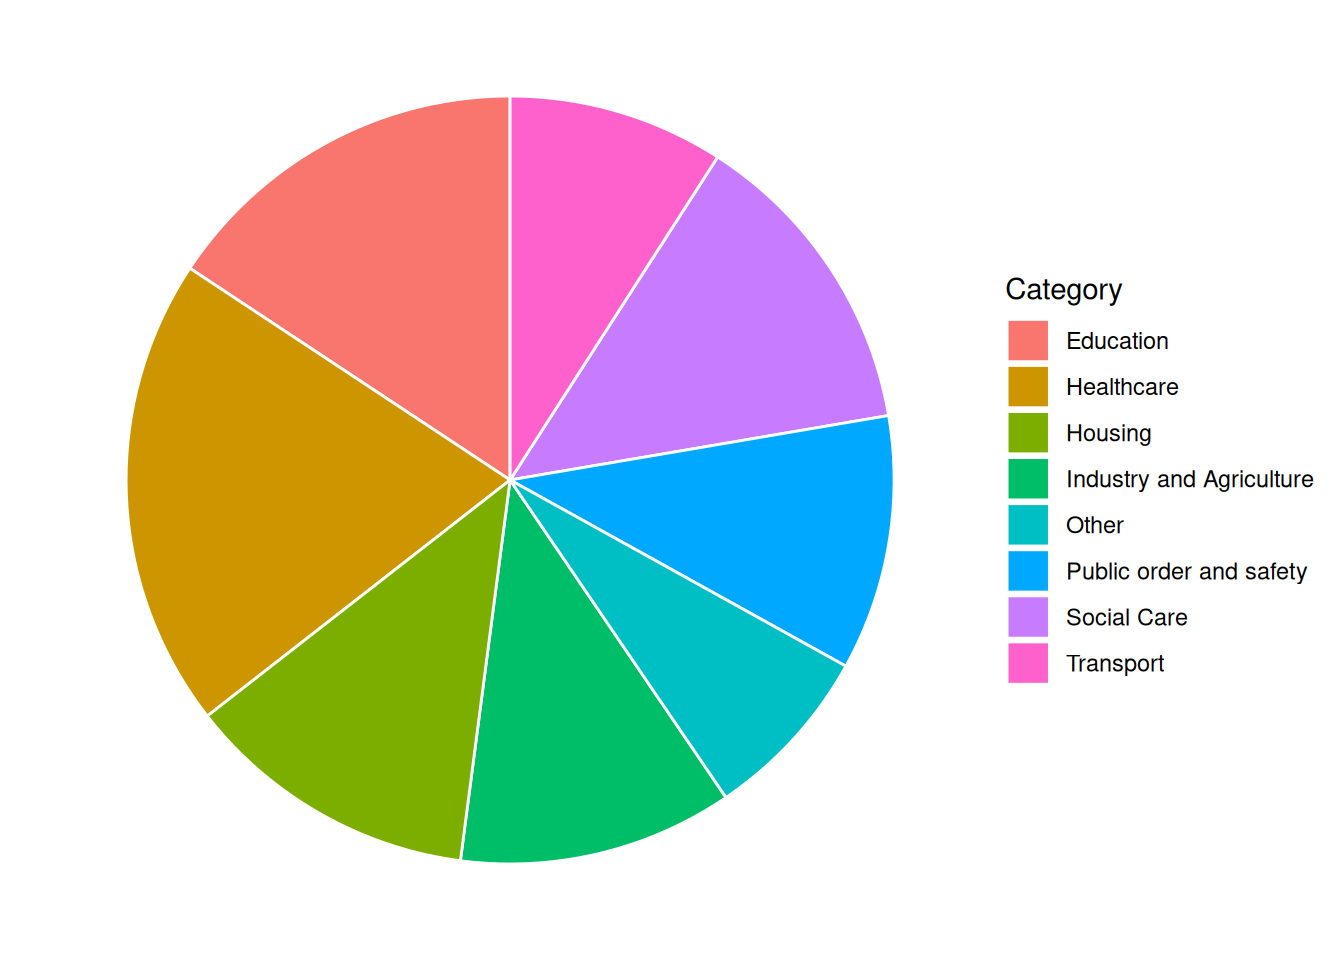 Category
Education
Healthcare
Housing
Industry and Agriculture
Other
Public order and safety
Social Care
Transport